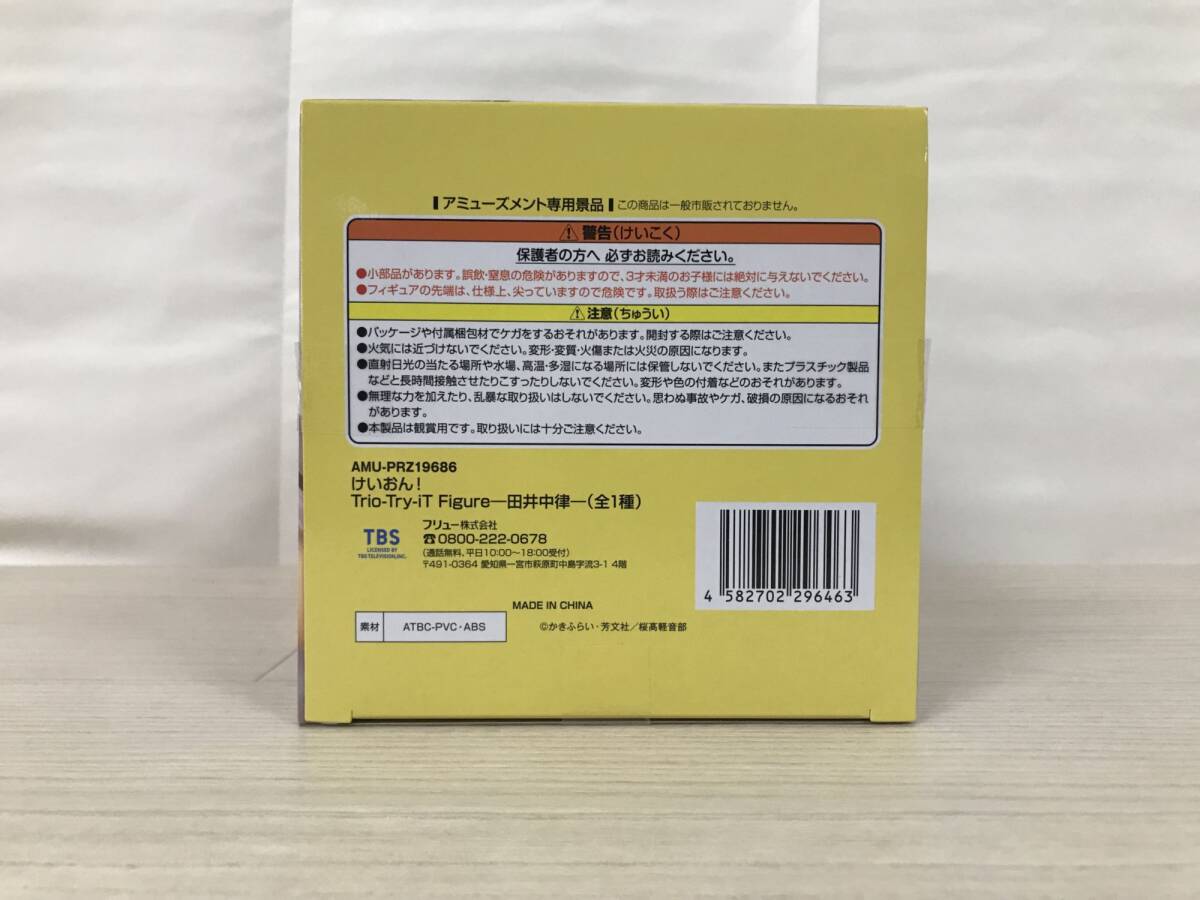 アミューズメント専用景品 この商品は一般市販されておりません。
警告(けいこく)
保護者の方へ 必ずお読みください。
●小部品があります。誤飲・窒息の危険がありますので、3才未満のお子様には絶対に与えないでください。
●フィギュアの先端は、仕様上、尖っていますので危険です。取扱う際はご注意ください。
注意(ちゅうい)
●パッケージや付属梱包材でケガをするおそれがあります。開封する際はご注意ください。
●火気には近づけないでください。変形・変質・火傷または火災の原因になります。
●直射日光の当たる場所や水場、高温・多湿になる場所には保管しないでください。またプラスチック製品
などと長時間接触させたりこすったりしないでください。変形や色の付着などのおそれがあります。
●無理な力を加えたり、乱暴な取り扱いはしないでください。思わぬ事故やケガ、破損の原因になるおそれ
があります。
●本製品は観賞用です。取り扱いには十分ご注意ください。
AMU-PRZ19686
けいおん!
Trio-Try-iT Figure―田井中律―(全1種)
TBS
LICENSED BY
TBS TELEVISION,INC.
フリュー株式会社
☎0800-222-0678
(通話無料、平日10:00~18:00受付)
〒491-0364 愛知県一宮市萩原町中島字流3-1 4階
4 582702 296463
MADE IN CHINA
素材 ATBC-PVC・ABS
©かきふらい・芳文社/桜高軽音部